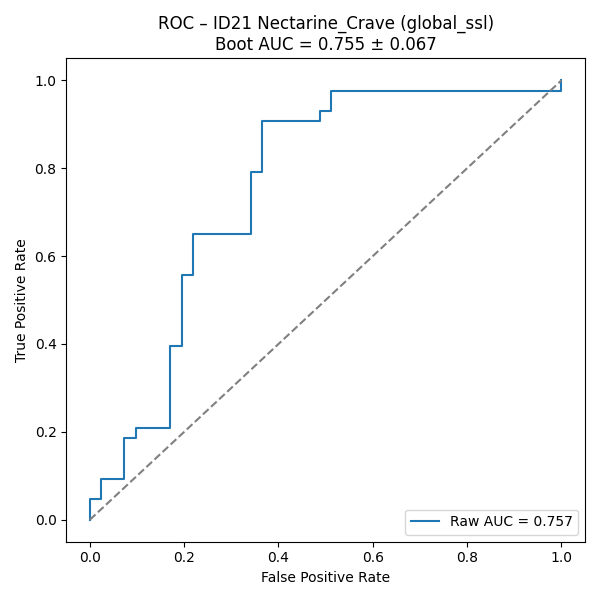 ROC – ID21 Nectarine_Crave (global_ssl)
Boot AUC = 0.755 ± 0.067
True Positive Rate
1.0
0.8
0.6
0.4
0.2
0.0
0.0 0.2 0.4 0.6 0.8 1.0
False Positive Rate
Raw AUC = 0.757